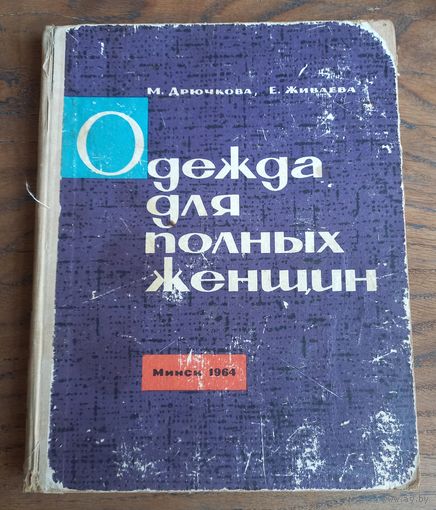 М. Дрючкова, Е. Живаева
Одежда
для
полных
женщин
Минск 1964